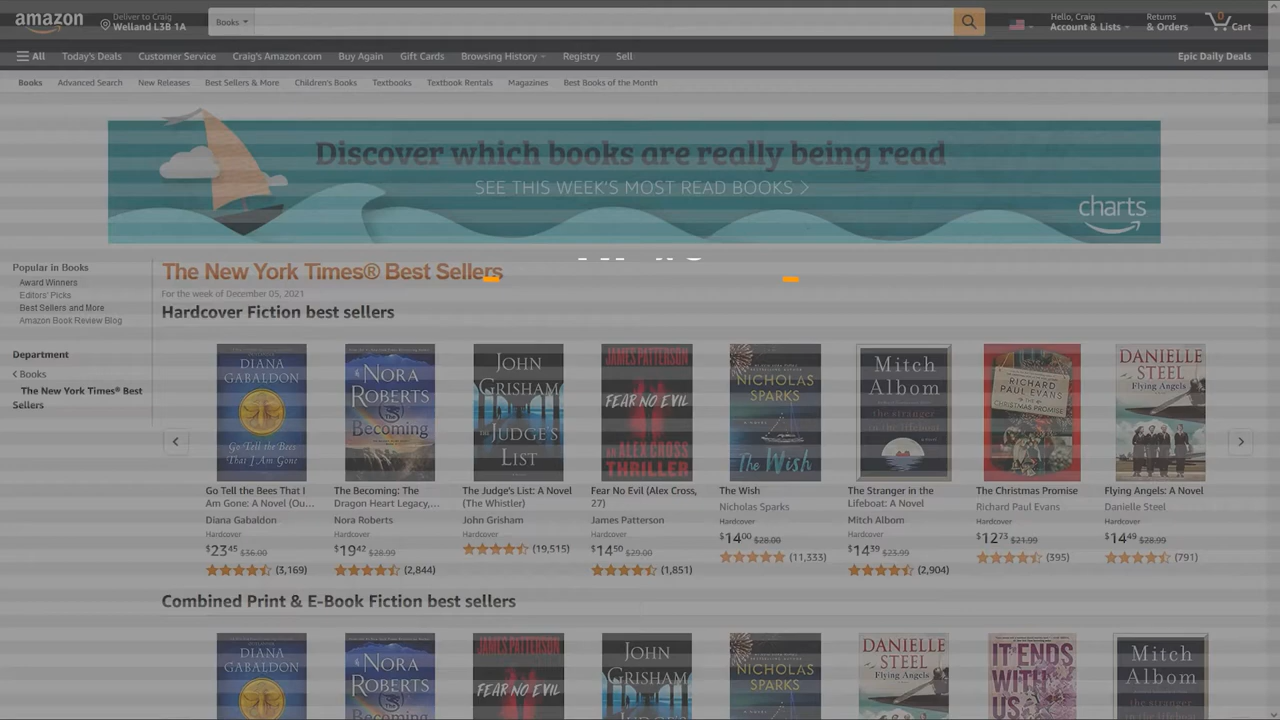 amazon
Deliver to Craig
Welland L3B 1A
Books
Hello, Craig
Account & Lists
Returns
& Orders
0
Cart
All
Today's Deals
Customer Service
Craig's Amazon.com
Buy Again
Gift Cards
Browsing History
Registry
Sell
Epic Daily Deals
Books
Advanced Search
New Releases
Best Sellers & More
Children's Books
Textbooks
Textbook Rentals
Magazines
Best Books of the Month
Discover which books are really being read
SEE THIS WEEK'S MOST READ BOOKS >
charts
Popular in Books
Award Winners
Editors' Picks
Best Sellers and More
Amazon Book Review Blog
Department
< Books
The New York Times® Best
Sellers
The New York Times® Best Sellers
For the week of December 05, 2021
Hardcover Fiction best sellers
DIANA
GABALDON
Go Tell the Bees
That I Am Gone
NORA
ROBERTS
The
Becoming
JOHN
GRISHAM
THE
JUDGE'S
LIST
JAMES PATTERSON
FEAR NO EVIL
AN ALEX CROSS
THRILLER
NICHOLAS
SPARKS
The Wish
Mitch
Albom
the stranger
in the lifeboat
RICHARD
PAUL EVANS
THE
CHRISTMAS PROMISE
DANIELLE
STEEL
Flying Angels
Go Tell the Bees That I
Am Gone: A Novel (Ou…
Diana Gabaldon
Hardcover
$23.45 $36.00
(3,169)
The Becoming: The
Dragon Heart Legacy,…
Nora Roberts
Hardcover
$19.42 $28.99
(2,844)
The Judge's List: A Novel
(The Whistler)
John Grisham
Hardcover
(19,515)
Fear No Evil (Alex Cross,
27)
James Patterson
Hardcover
$14.50 $29.00
(1,851)
The Wish
Nicholas Sparks
Hardcover
$14.00 $28.00
(11,333)
The Stranger in the
Lifeboat: A Novel
Mitch Albom
Hardcover
$14.39 $23.99
(2,904)
The Christmas Promise
Richard Paul Evans
Hardcover
$12.73 $21.99
(395)
Flying Angels: A Novel
Danielle Steel
Hardcover
$14.49 $28.99
(791)
Combined Print & E-Book Fiction best sellers
DIANA
GABALDON
NORA
ROBERTS
JAMES PATTERSON
FEAR NO EVIL
JOHN
GRISHAM
NICHOLAS
SPARKS
DANIELLE
STEEL
Flying Angels
IT ENDS
WITH
US
Mitch
Albom
the stranger